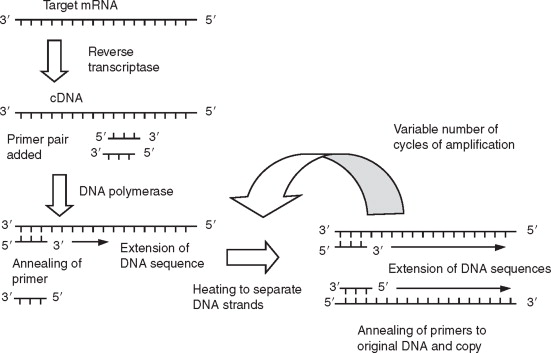 Target mRNA
3′ 5′
Reverse
transcriptase
cDNA
3′ 5′
Primer pair
added
5′ 3′
3′ 5′
DNA polymerase
3′ 5′
5′ 3′
Extension of
DNA sequence
Annealing of
primer
3′ 5′
Heating to separate
DNA strands
Variable number of
cycles of amplification
3′ 5′
5′ 3′
Extension of DNA sequences
3′ 5′
5′ 3′
Annealing of primers to
original DNA and copy